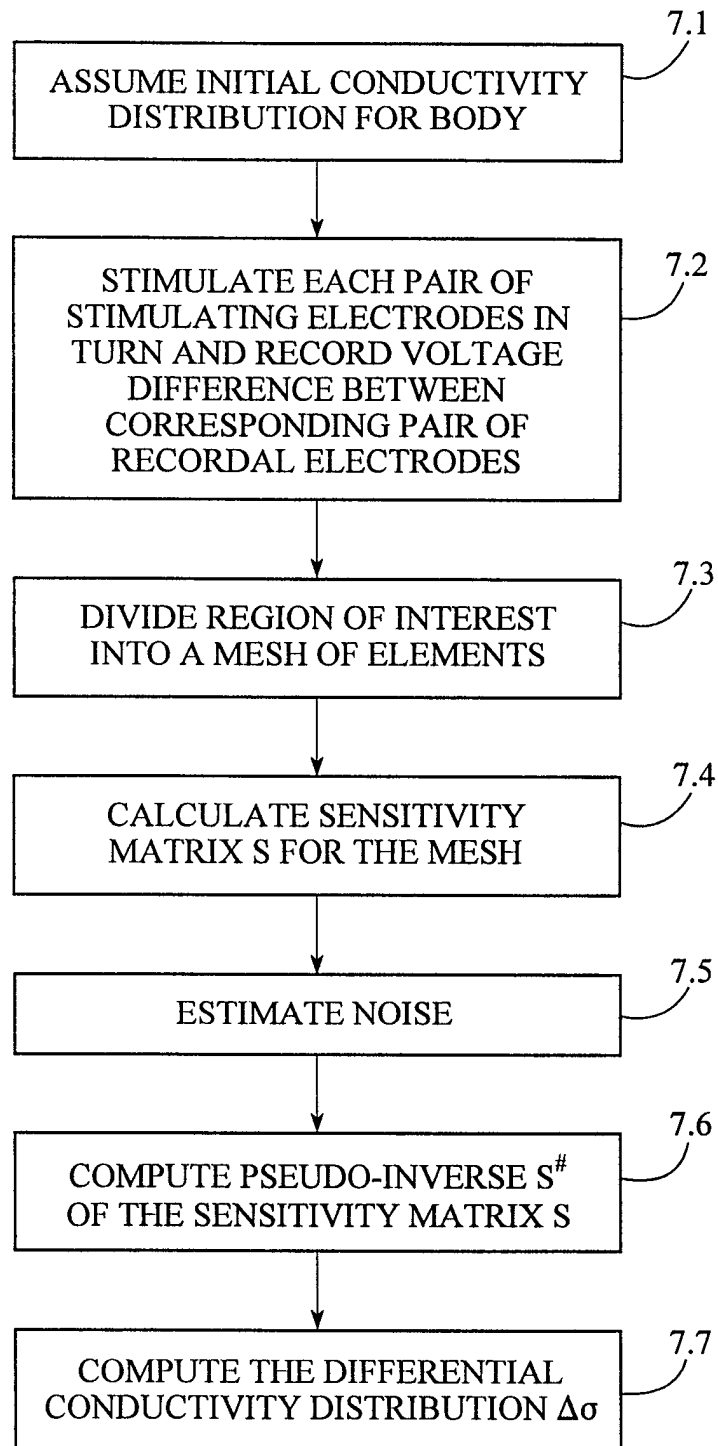 7.1
ASSUME INITIAL CONDUCTIVITY
DISTRIBUTION FOR BODY
7.2
STIMULATE EACH PAIR OF
STIMULATING ELECTRODES IN
TURN AND RECORD VOLTAGE
DIFFERENCE BETWEEN
CORRESPONDING PAIR OF
RECORDAL ELECTRODES
7.3
DIVIDE REGION OF INTEREST
INTO A MESH OF ELEMENTS
7.4
CALCULATE SENSITIVITY
MATRIX S FOR THE MESH
7.5
ESTIMATE NOISE
7.6
COMPUTE PSEUDO-INVERSE S#
OF THE SENSITIVITY MATRIX S
7.7
COMPUTE THE DIFFERENTIAL
CONDUCTIVITY DISTRIBUTION Δσ